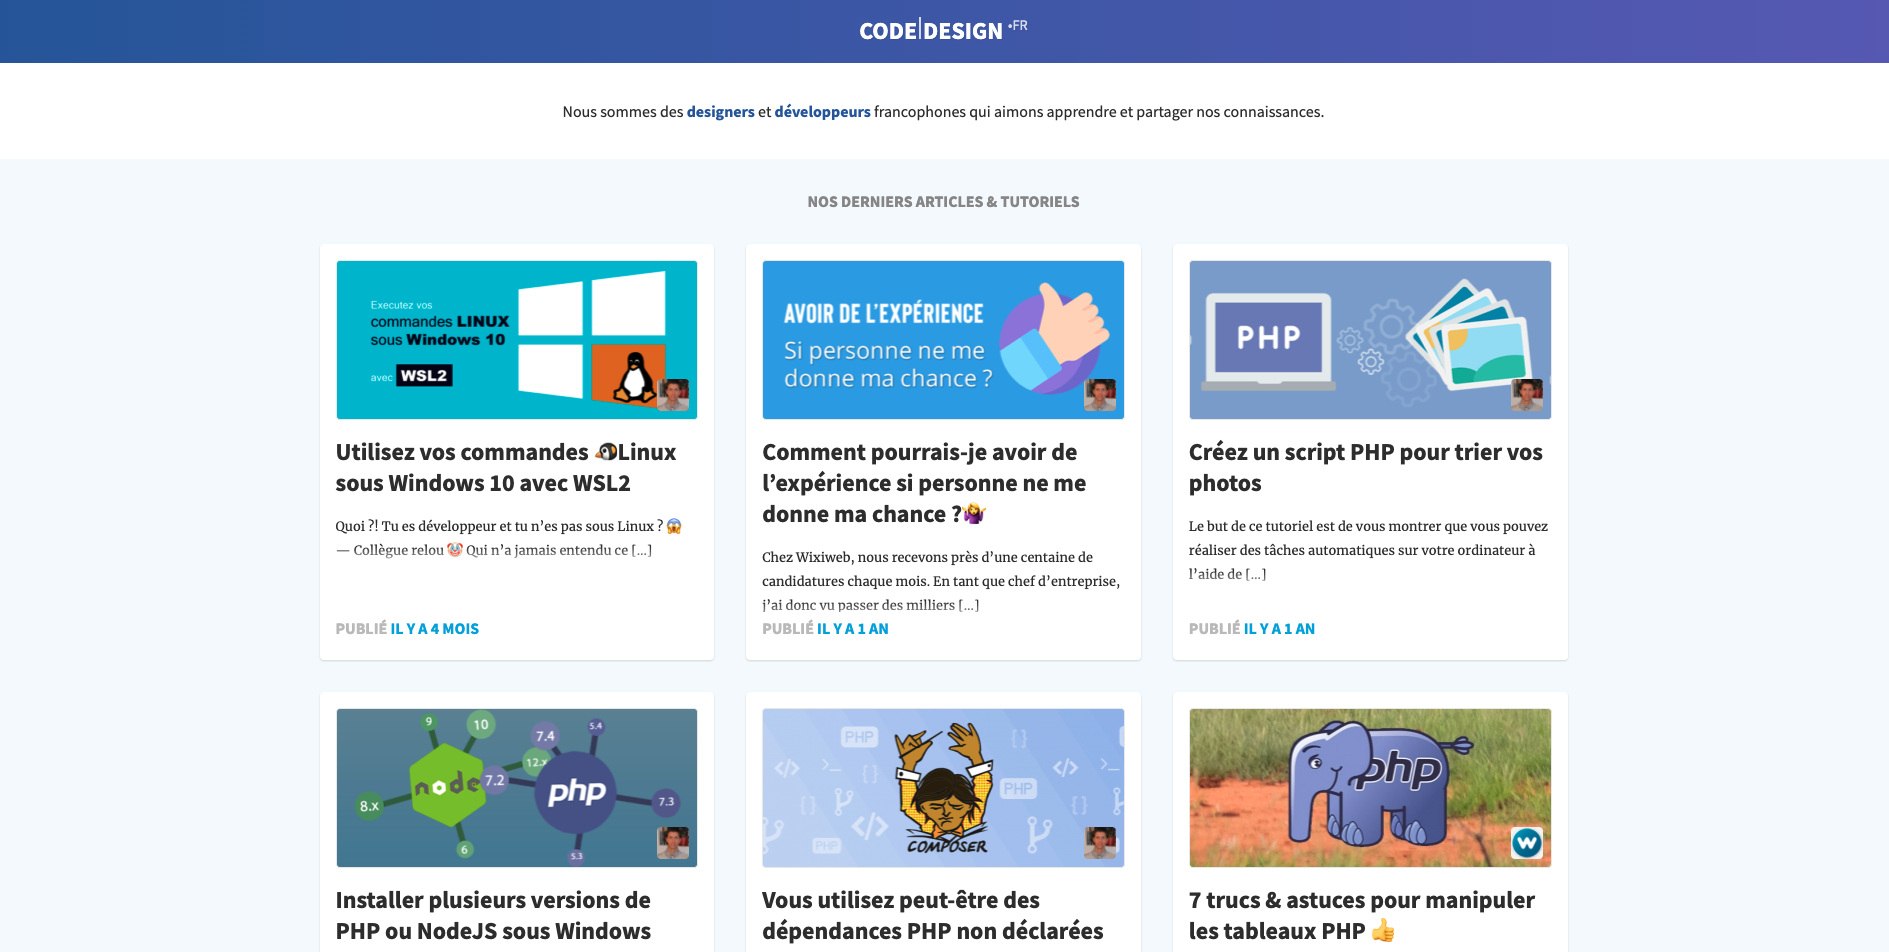 CODE|DESIGN •FR
Nous sommes des designers et développeurs francophones qui aimons apprendre et partager nos connaissances.
NOS DERNIERS ARTICLES & TUTORIELS
Executez vos
commandes LINUX
sous Windows 10
avec WSL2
Utilisez vos commandes 🐧Linux
sous Windows 10 avec WSL2
Quoi ?! Tu es développeur et tu n’es pas sous Linux ? 😱
— Collègue relou 🤡 Qui n’a jamais entendu ce [...]
PUBLIÉ IL Y A 4 MOIS
AVOIR DE L’EXPÉRIENCE
Si personne ne me
donne ma chance ?
Comment pourrais-je avoir de
l’expérience si personne ne me
donne ma chance ?🤷‍♀️
Chez Wixiweb, nous recevons près d’une centaine de
candidatures chaque mois. En tant que chef d’entreprise,
j’ai donc vu passer des milliers [...]
PUBLIÉ IL Y A 1 AN
PHP
Créez un script PHP pour trier vos
photos
Le but de ce tutoriel est de vous montrer que vous pouvez
réaliser des tâches automatiques sur votre ordinateur à
l’aide de [...]
PUBLIÉ IL Y A 1 AN
9
10
7.4
5.4
12.x
node
7.2
php
8.x
7.3
6
5.3
Installer plusieurs versions de
PHP ou NodeJS sous Windows
PHP
PHP
PHP
COMPOSER
Vous utilisez peut-être des
dépendances PHP non déclarées
php
W
7 trucs & astuces pour manipuler
les tableaux PHP 👍